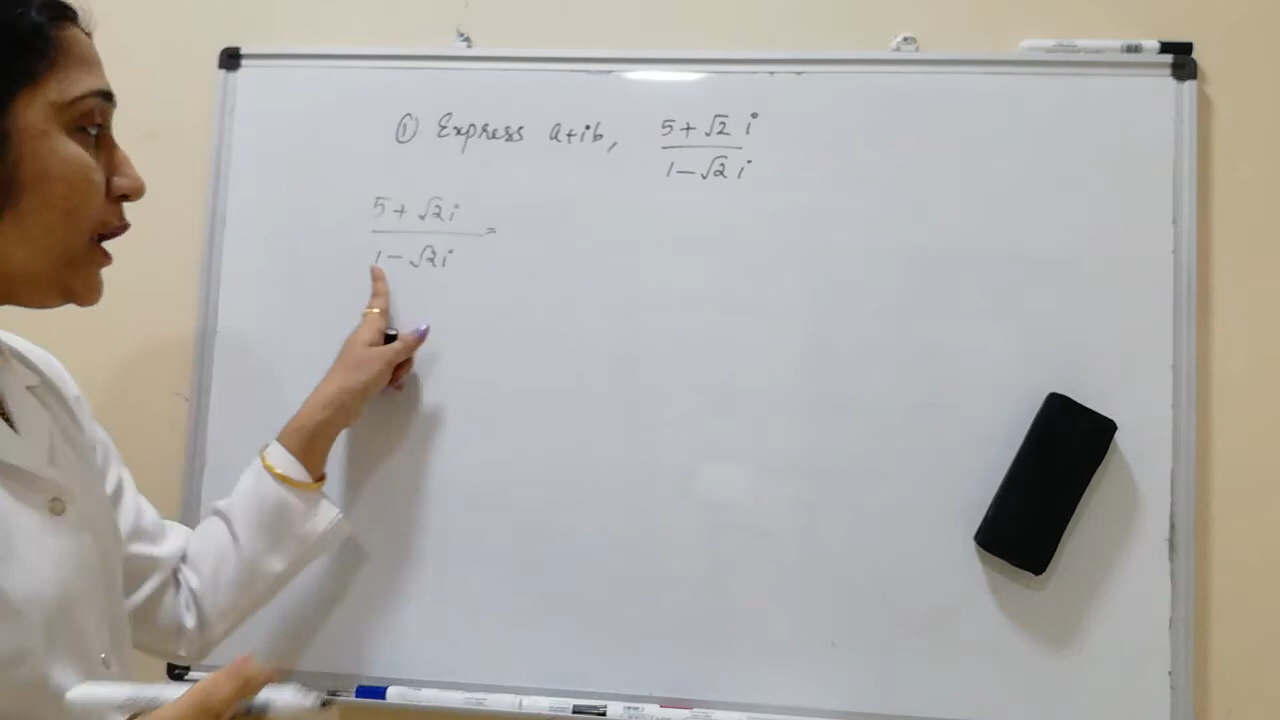 ① Express a+ib, 5+√2 i
1-√2 i
5+√2i =
1-√2i